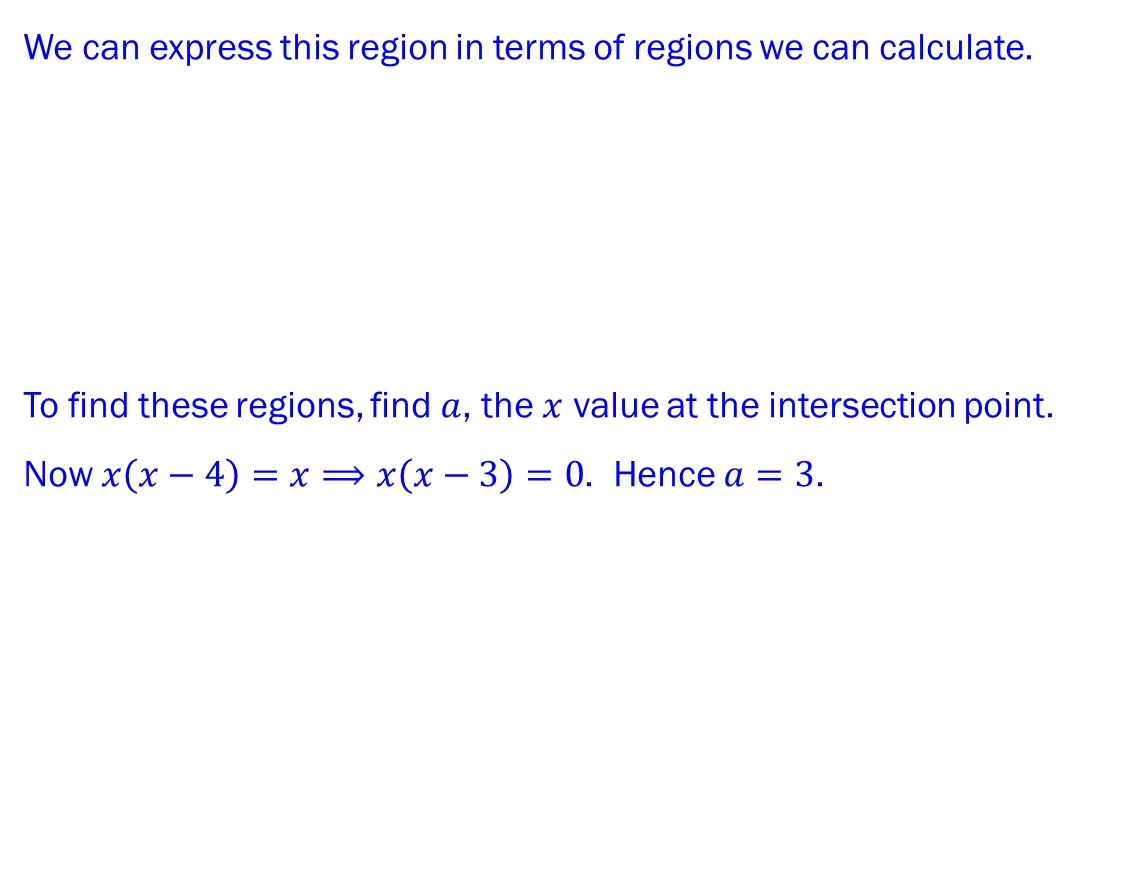 We can express this region in terms of regions we can calculate.
To find these regions, find 𝑎, the 𝑥 value at the intersection point.
Now 𝑥(𝑥 − 4) = 𝑥 ⟹ 𝑥(𝑥 − 3) = 0.  Hence 𝑎 = 3.